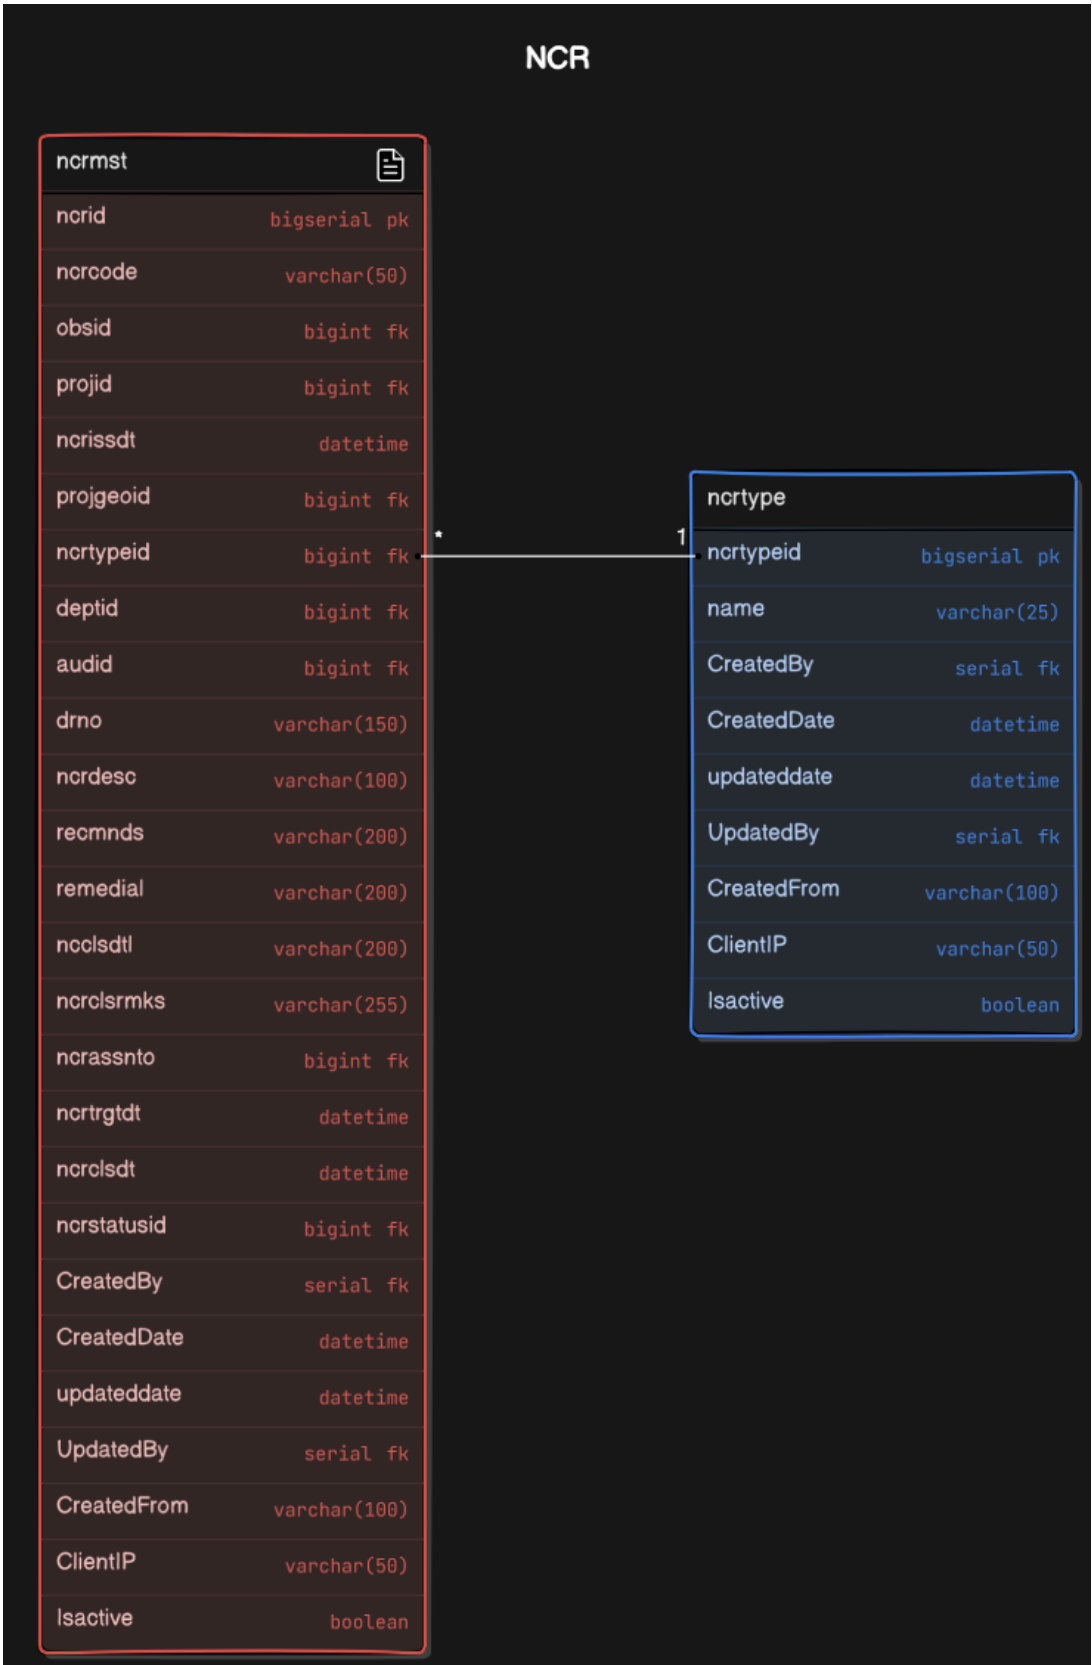 NCR
ncrmst
ncrid bigserial pk
ncrcode varchar(50)
obsid bigint fk
projid bigint fk
ncrissdt datetime
projgeoid bigint fk
ncrtypeid bigint fk
deptid bigint fk
audid bigint fk
drno varchar(150)
ncrdesc varchar(100)
recmnds varchar(200)
remedial varchar(200)
ncclsdtl varchar(200)
ncrclsrmks varchar(255)
ncrassnto bigint fk
ncrtrgtdt datetime
ncrclsdt datetime
ncrstatusid bigint fk
CreatedBy serial fk
CreatedDate datetime
updateddate datetime
UpdatedBy serial fk
CreatedFrom varchar(100)
ClientIP varchar(50)
Isactive boolean
* 1
ncrtype
ncrtypeid bigserial pk
name varchar(25)
CreatedBy serial fk
CreatedDate datetime
updateddate datetime
UpdatedBy serial fk
CreatedFrom varchar(100)
ClientIP varchar(50)
Isactive boolean